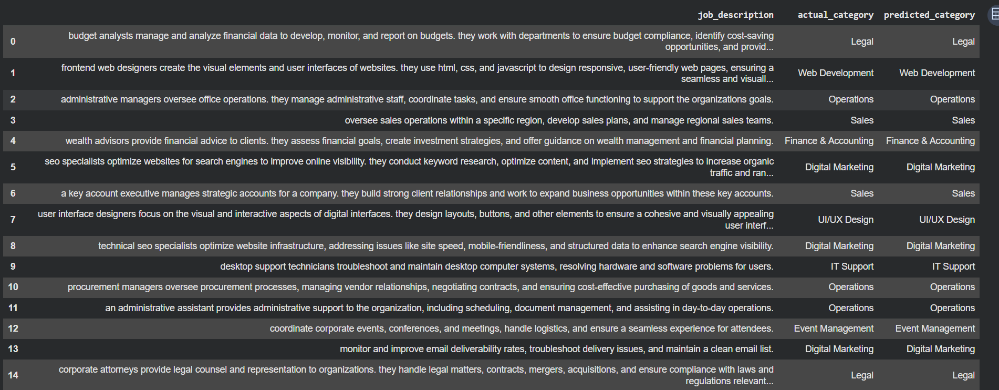 job_description actual_category predicted_category
0 budget analysts manage and analyze financial data to develop, monitor, and report on budgets. they work with departments to ensure budget compliance, identify cost-saving
opportunities, and provid... Legal Legal
1 frontend web designers create the visual elements and user interfaces of websites. they use html, css, and javascript to design responsive, user-friendly web pages, ensuring a
seamless and visuall... Web Development Web Development
2 administrative managers oversee office operations. they manage administrative staff, coordinate tasks, and ensure smooth office functioning to support the organizations goals. Operations Operations
3 oversee sales operations within a specific region, develop sales plans, and manage regional sales teams. Sales Sales
4 wealth advisors provide financial advice to clients. they assess financial goals, create investment strategies, and offer guidance on wealth management and financial planning. Finance & Accounting Finance & Accounting
5 seo specialists optimize websites for search engines to improve online visibility. they conduct keyword research, optimize content, and implement seo strategies to increase organic
traffic and ran... Digital Marketing Digital Marketing
6 a key account executive manages strategic accounts for a company. they build strong client relationships and work to expand business opportunities within these key accounts. Sales Sales
7 user interface designers focus on the visual and interactive aspects of digital interfaces. they design layouts, buttons, and other elements to ensure a cohesive and visually appealing
user interf... UI/UX Design UI/UX Design
8 technical seo specialists optimize website infrastructure, addressing issues like site speed, mobile-friendliness, and structured data to enhance search engine visibility. Digital Marketing Digital Marketing
9 desktop support technicians troubleshoot and maintain desktop computer systems, resolving hardware and software problems for users. IT Support IT Support
10 procurement managers oversee procurement processes, managing vendor relationships, negotiating contracts, and ensuring cost-effective purchasing of goods and services. Operations Operations
11 an administrative assistant provides administrative support to the organization, including scheduling, document management, and assisting in day-to-day operations. Operations Operations
12 coordinate corporate events, conferences, and meetings, handle logistics, and ensure a seamless experience for attendees. Event Management Event Management
13 monitor and improve email deliverability rates, troubleshoot delivery issues, and maintain a clean email list. Digital Marketing Digital Marketing
14 corporate attorneys provide legal counsel and representation to organizations. they handle legal matters, contracts, mergers, acquisitions, and ensure compliance with laws and
regulations relevant... Legal Legal